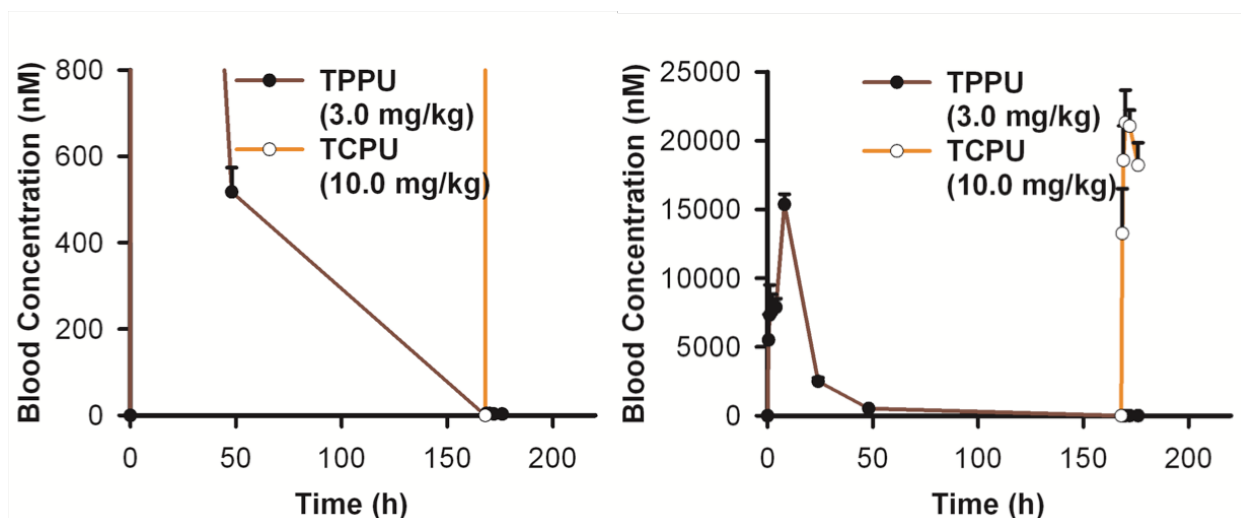 Blood Concentration (nM)
800
600
400
200
0
0 50 100 150 200
Time (h)
TPPU
(3.0 mg/kg)
TCPU
(10.0 mg/kg)
Blood Concentration (nM)
25000
20000
15000
10000
5000
0
0 50 100 150 200
Time (h)
TPPU
(3.0 mg/kg)
TCPU
(10.0 mg/kg)